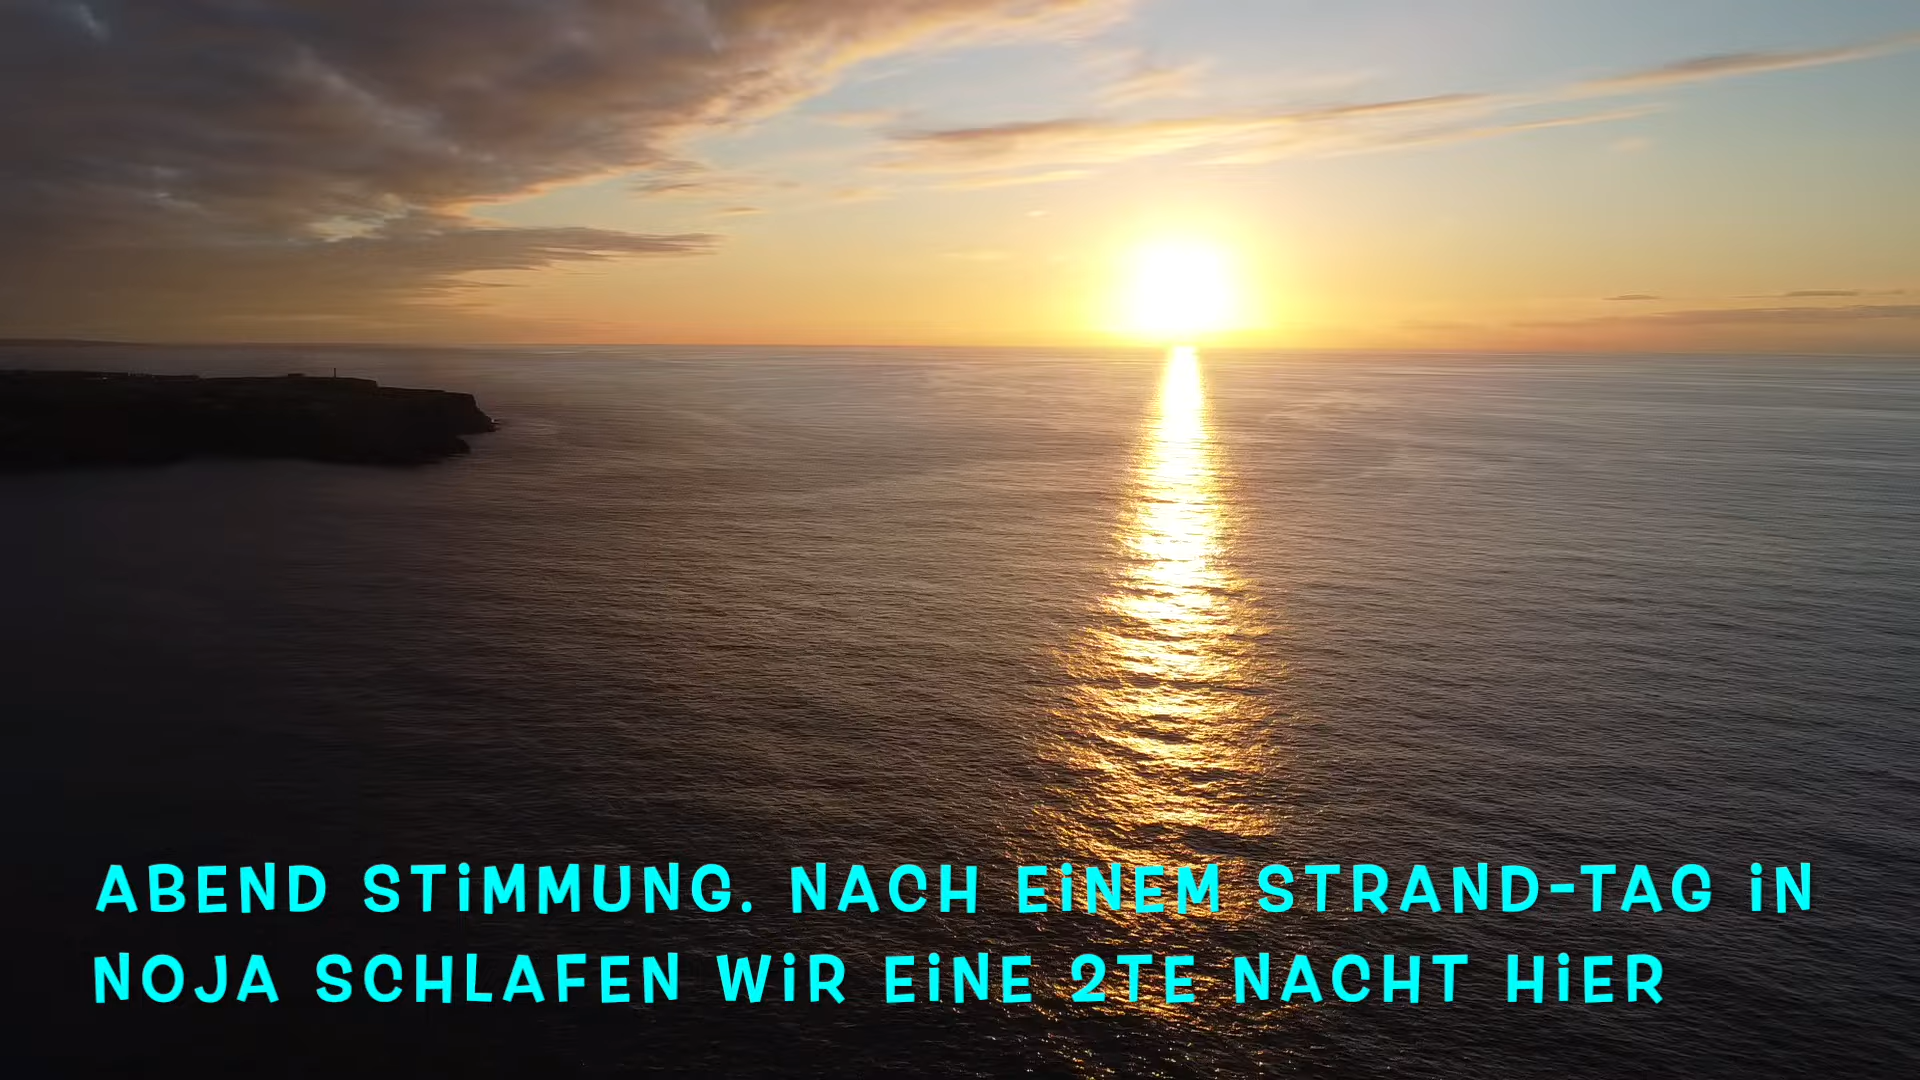 ABEND STiMMUNG. NACH EiNEM STRAND-TAG iN
NOJA SCHLAFEN WiR EiNE 2TE NACHT HiER